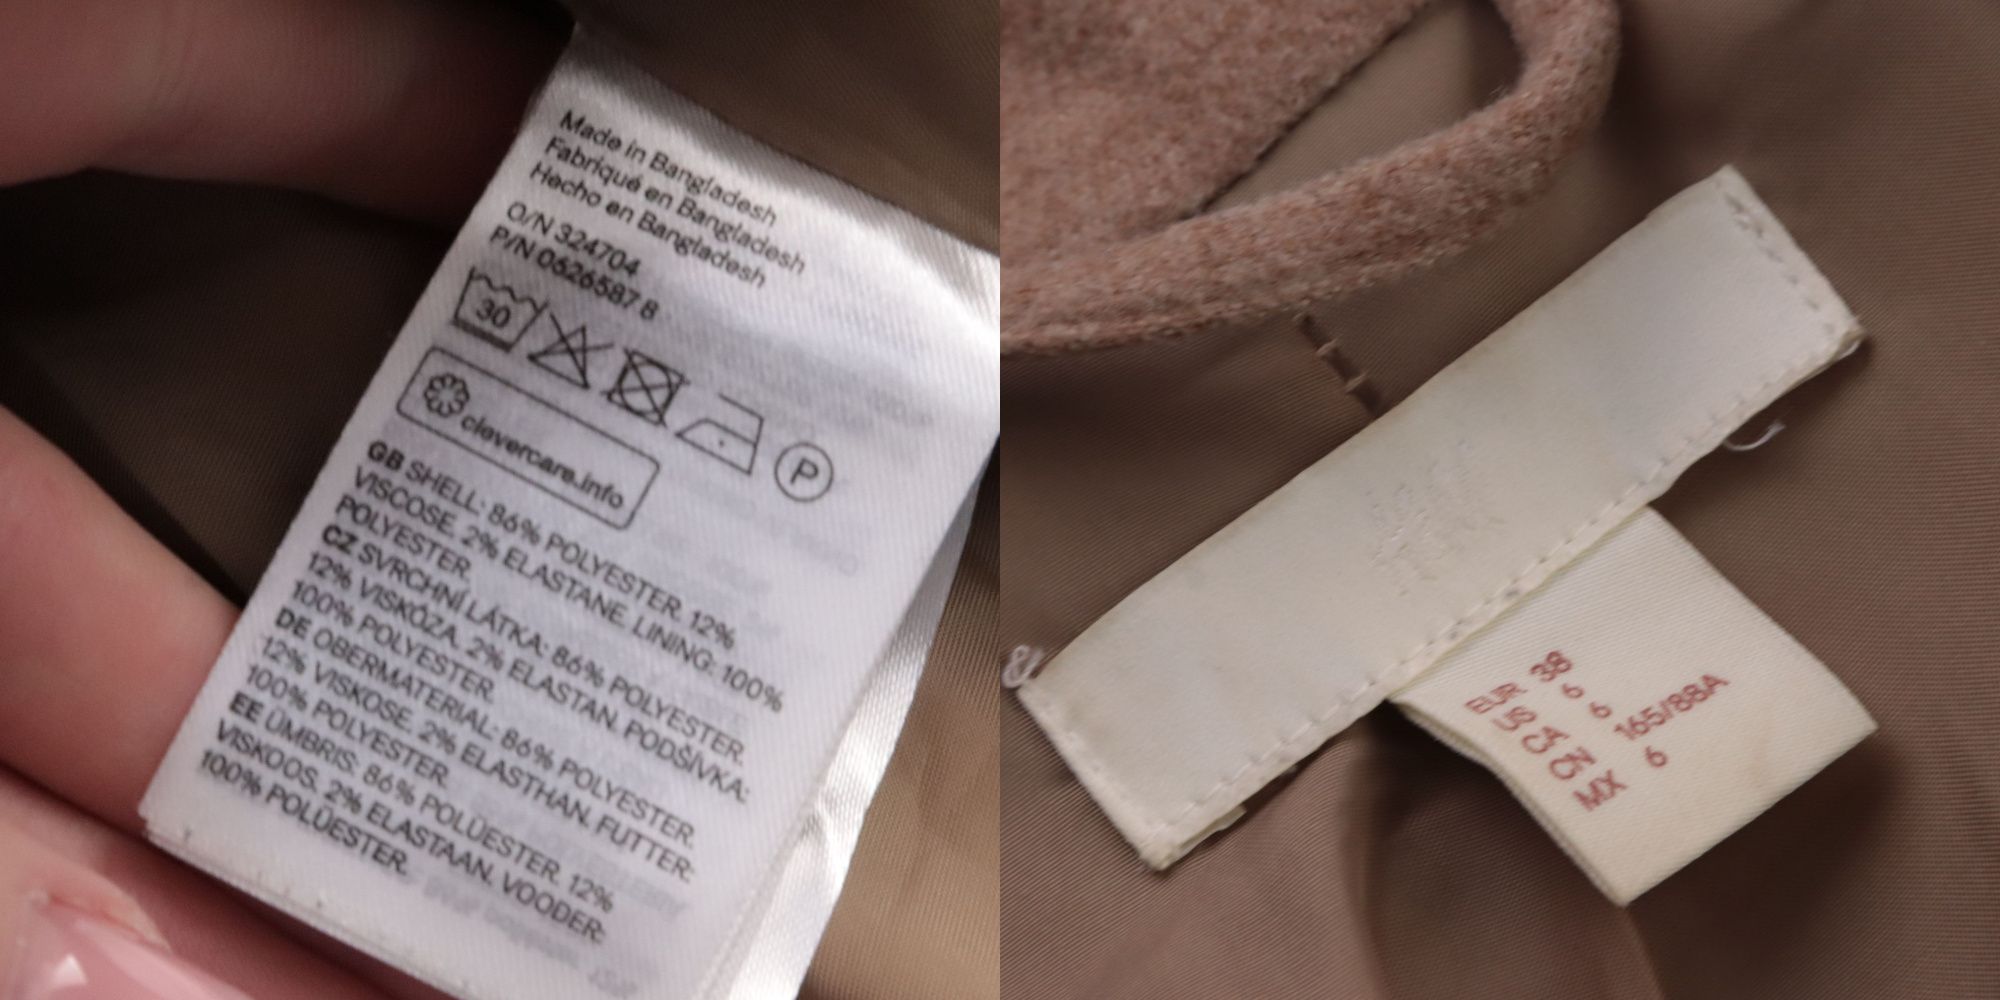 Made in Bangladesh
Fabriqué en Bangladesh
Hecho en Bangladesh
O/N 324704
P/N 0626587 8
30
P
clevercare.info
GB SHELL: 86% POLYESTER. 12%
VISCOSE. 2% ELASTANE. LINING: 100%
POLYESTER.
CZ SVRCHNÍ LÁTKA: 86% POLYESTER.
12% VISKÓZA. 2% ELASTAN. PODŠÍVKA:
100% POLYESTER.
DE OBERMATERIAL: 86% POLYESTER.
12% VISKOSE. 2% ELASTHAN. FUTTER:
100% POLYESTER.
EE ÜMBRIS: 86% POLÜESTER. 12%
VISKOOS. 2% ELASTAAN. VOODER:
100% POLÜESTER.
EUR 38
US 6
CA 6
CN 165/88A
MX 6